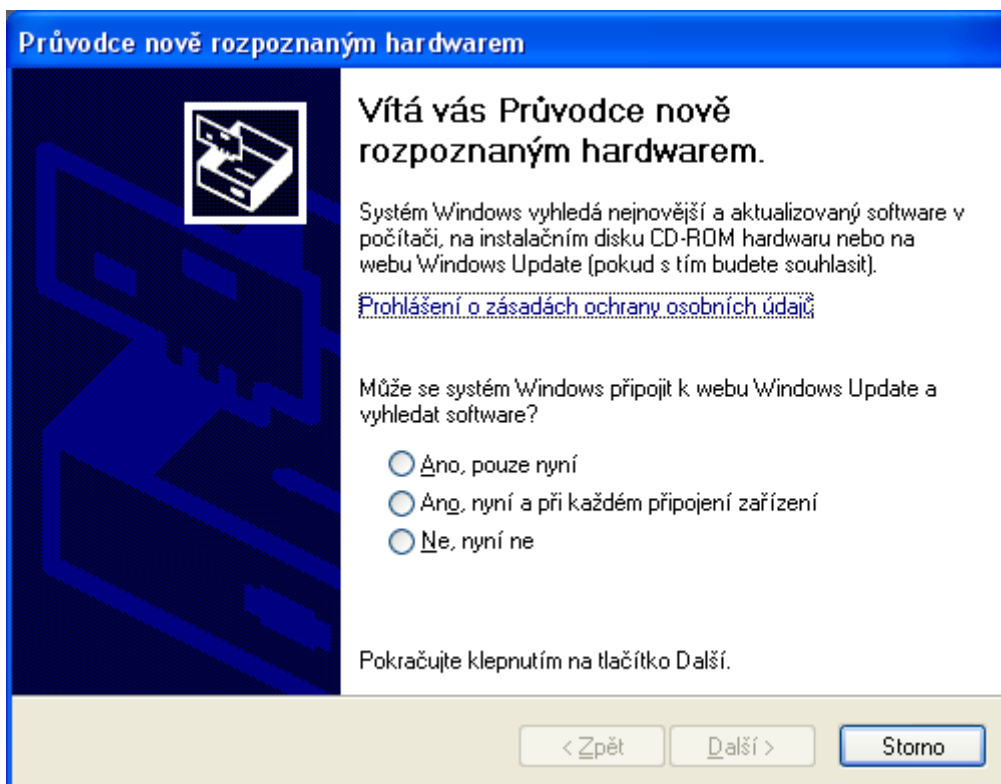 Průvodce nově rozpoznaným hardwarem
Vítá vás Průvodce nově
rozpoznaným hardwarem.
Systém Windows vyhledá nejnovější a aktualizovaný software v
počítači, na instalačním disku CD-ROM hardwaru nebo na
webu Windows Update (pokud s tím budete souhlasit).
Prohlášení o zásadách ochrany osobních údajů
Může se systém Windows připojit k webu Windows Update a
vyhledat software?
Ano, pouze nyní
Ano, nyní a při každém připojení zařízení
Ne, nyní ne
Pokračujte klepnutím na tlačítko Další.
< Zpět Další > Storno